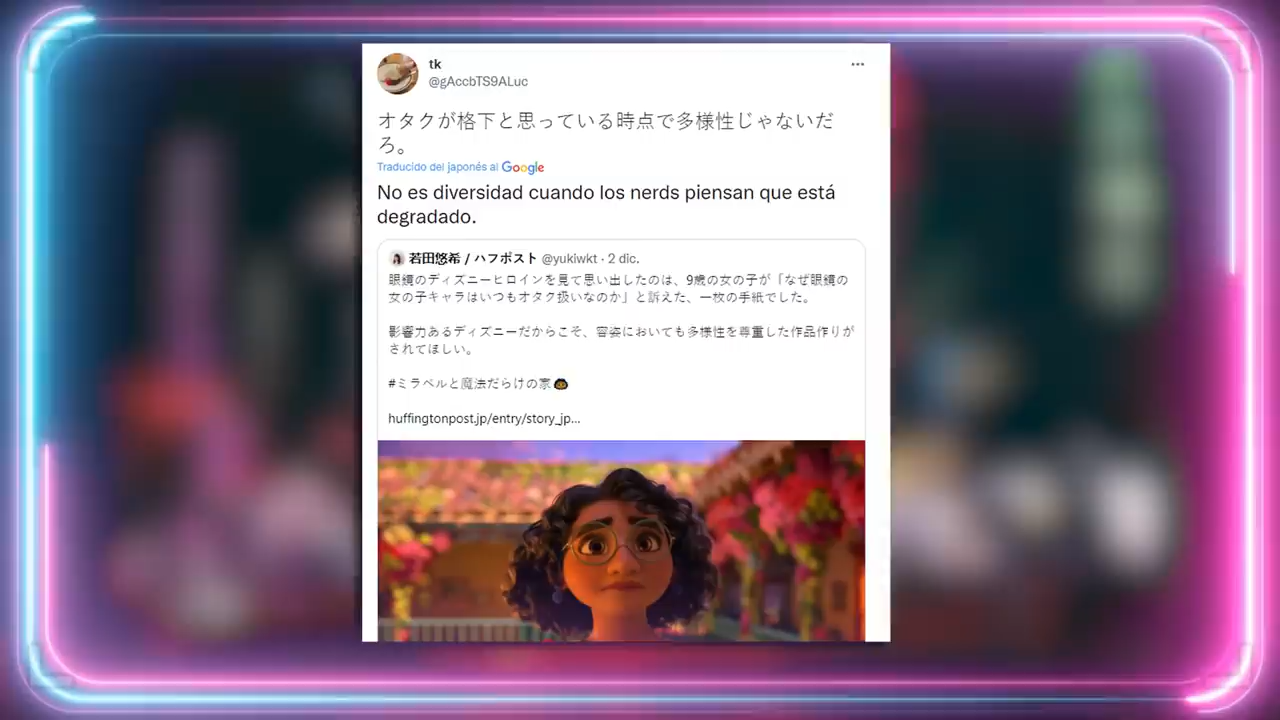 tk
@gAccbTS9ALuc
オタクが格下と思っている時点で多様性じゃないだ
ろ。
Traducido del japonés al Google
No es diversidad cuando los nerds piensan que está
degradado.
若田悠希 / ハフポスト @yukiwkt · 2 dic.
眼鏡のディズニーヒロインを見て思い出したのは、9歳の女の子が「なぜ眼鏡の
女の子キャラはいつもオタク扱いなのか」と訴えた、一枚の手紙でした。
影響力あるディズニーだからこそ、容姿においても多様性を尊重した作品作りが
されてほしい。
#ミラベルと魔法だらけの家
huffingtonpost.jp/entry/story_jp...